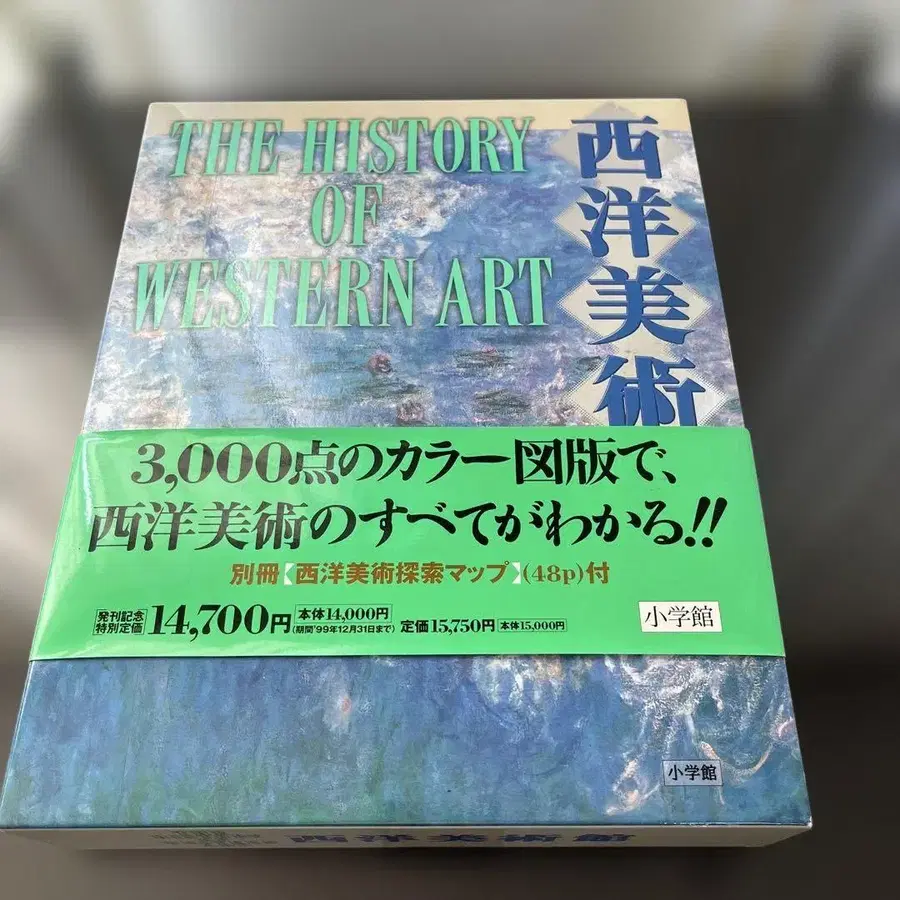 THE HISTORY
OF
WESTERN ART
西洋美術
3,000点のカラー図版で、
西洋美術のすべてがわかる!!
別冊【西洋美術探索マップ】(48p)付
発刊記念
特別定価
14,700円
本体14,000円
(期間'99年12月31日まで)
定価15,750円
本体15,000円
小学館
小学館